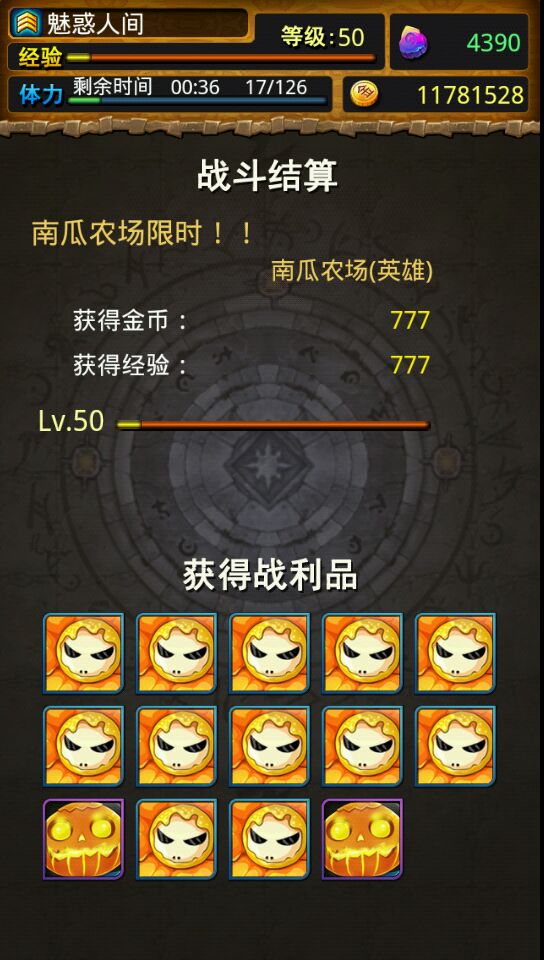 魅惑人间
等级:50
4390
经验
体力 剩余时间 00:36 17/126
11781528
战斗结算
南瓜农场限时！！
南瓜农场(英雄)
获得金币： 777
获得经验： 777
Lv.50
获得战利品